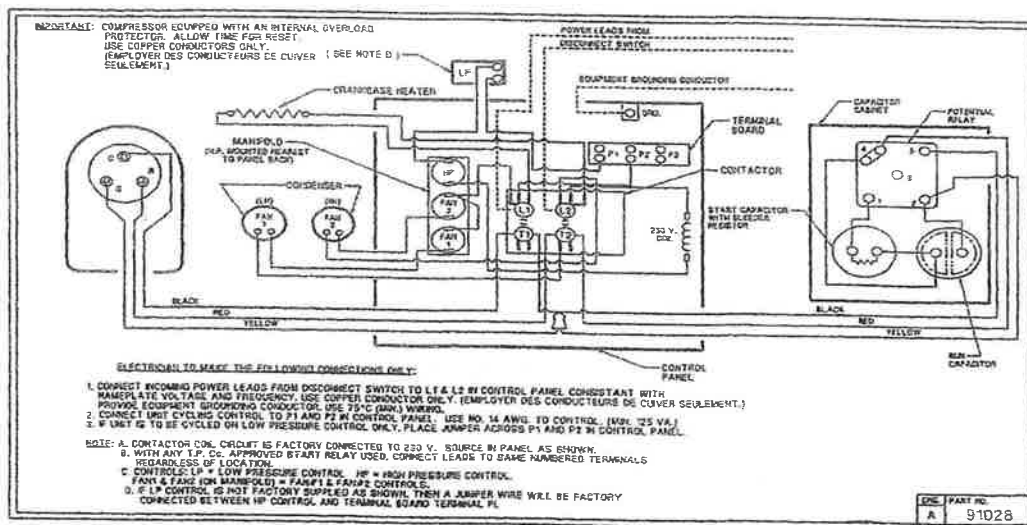 IMPORTANT: COMPRESSOR EQUIPPED WITH AN INTERNAL OVERLOAD
PROTECTOR. ALLOW TIME FOR RESET.
USE COPPER CONDUCTORS ONLY.
(EMPLOYER DES CONDUCTEURS DE CUIVER
SEULEMENT.)
( SEE NOTE D )
LP
POWER LEADS FROM
DISCONNECT SWITCH
EQUIPMENT GROUNDING CONDUCTOR
GRD.
CRANKCASE HEATER
CAPACITOR
CABINET
POTENTIAL
RELAY
TERMINAL
BOARD
P1 P2 P3
MANIFOLD
TO PANEL BACK)
CONDENSER
CONTACTOR
HP
FAN
1
FAN
2
FAN
2
FAN
1
L1 L2
T1 T2
230 V.
COIL
C
R
S
4
5
START CAPACITOR
WITH BLEEDER
RESISTOR
BLACK
RED
YELLOW
BLACK
RED
YELLOW
RUN
CAPACITOR
CONTROL
PANEL
ELECTRICIAN TO MAKE THE FOLLOWING CONNECTIONS ONLY:
1. CONNECT INCOMING POWER LEADS FROM DISCONNECT SWITCH TO L1 & L2 IN CONTROL PANEL CONSISTANT WITH
NAMEPLATE VOLTAGE AND FREQUENCY. USE COPPER CONDUCTOR ONLY. (EMPLOYER DES CONDUCTEURS DE CUIVER SEULEMENT.)
PROVIDE EQUIPMENT GROUNDING CONDUCTOR. USE 75°C (MIN.) WIRING.
2. CONNECT UNIT CYCLING CONTROL TO P1 AND P2 IN CONTROL PANEL. USE NO. 14 AWG. TO CONTROL. (MIN. 125 VA.)
3. IF UNIT IS TO BE CYCLED ON LOW PRESSURE CONTROL ONLY, PLACE JUMPER ACROSS P1 AND P2 IN CONTROL PANEL.
NOTE: A. CONTACTOR COIL CIRCUIT IS FACTORY CONNECTED TO 230 V. SOURCE IN PANEL AS SHOWN.
B. WITH ANY T.P. Co. APPROVED START RELAY USED, CONNECT LEADS TO SAME NUMBERED TERMINALS
REGARDLESS OF LOCATION.
C. CONTROLS: LP = LOW PRESSURE CONTROL. HP = HIGH PRESSURE CONTROL.
FAN1 & FAN2 (ON MANIFOLD) = FAN#1 & FAN#2 CONTROLS.
D. IF LP CONTROL IS NOT FACTORY SUPPLIED AS SHOWN, THEN A JUMPER WIRE WILL BE FACTORY
CONNECTED BETWEEN HP CONTROL AND TERMINAL BOARD TERMINAL P1.
PART NO.
A 91028